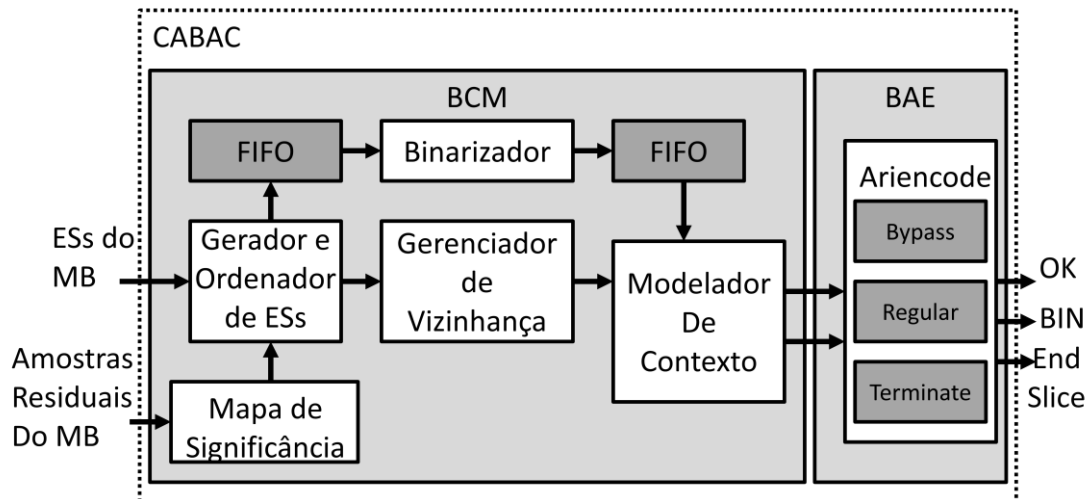 CABAC
BCM
BAE
FIFO
Binarizador
FIFO
Ariencode
Bypass
Regular
Terminate
ESs do
MB
Gerador e
Ordenador
de ESs
Gerenciador
de
Vizinhança
Modelador
De
Contexto
OK
BIN
End
Slice
Amostras
Residuais
Do MB
Mapa de
Significância